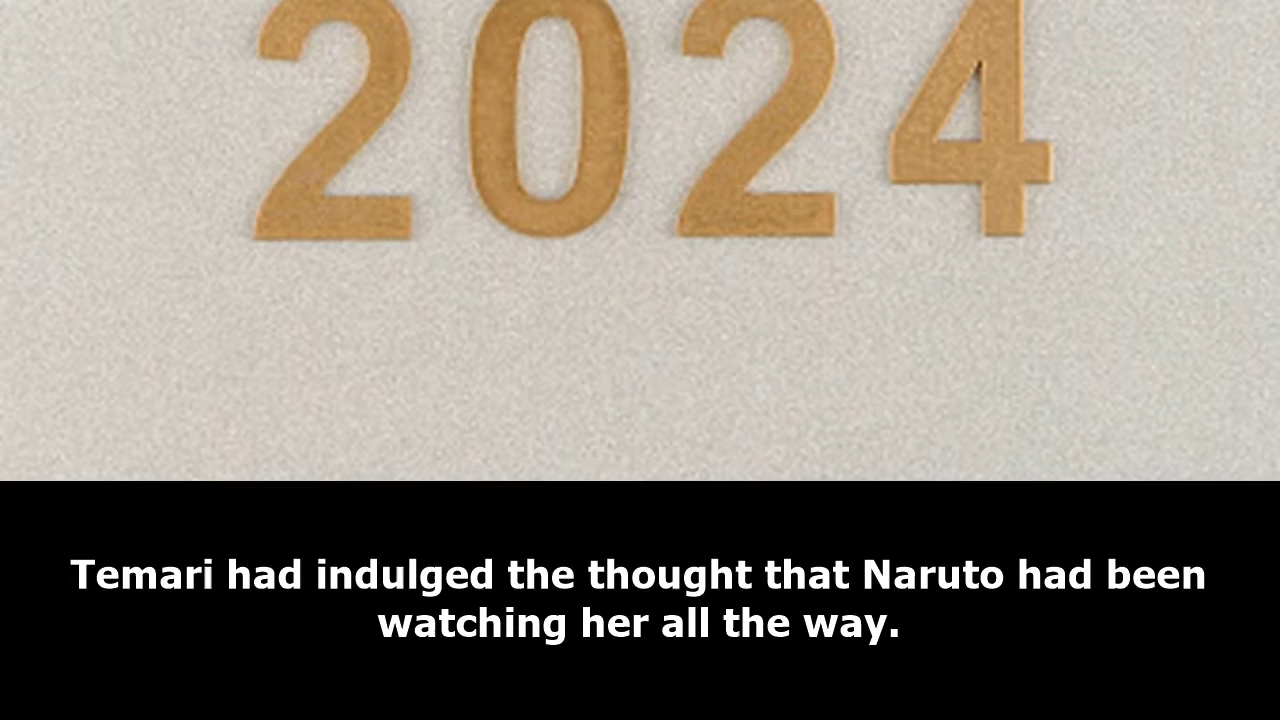 2024
Temari had indulged the thought that Naruto had been
watching her all the way.